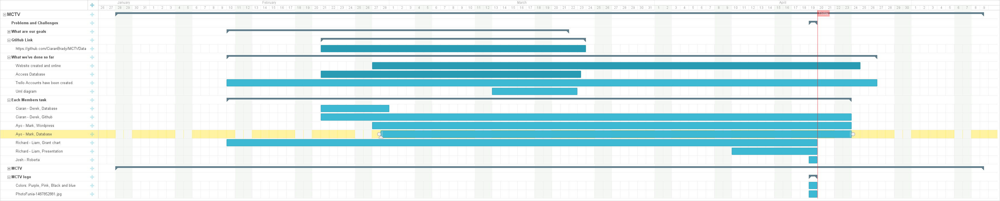 January February March April
26 27 28 29 30 31 1 2 3 4 5 6 7 8 9 10 11 12 13 14 15 16 17 18 19 20 21 22 23 24 25 26 27 28 1 2 3 4 5 6 7 8 9 10 11 12 13 14 15 16 17 18 19 20 21 22 23 24 25 26 27 28 29 30 31 1 2 3 4 5 6 7 8 9 10 11 12 13 14 15 16 17 18 19 20 21 22 23 24 25 26 27 28 29 30 1 2 3 4 5 6 7 8 9
MCTV
Today
Problems and Challenges
What are our goals
GtiHub Link
https://github.com/CiaranBrady/MCTVData
What we've done so far
Website created and online
Access Database
Trello Accounts have been created.
Uml diagram
Each Members task
Ciaran - Derek, Database
Ciaran - Derek, Github
Ayo - Mark, Wordpress
Ayo - Mark, Database
Richard - Liam, Grant chart
Richard - Liam, Presentation
Josh - Roberta
MCTV
MCTV logo
Colors: Purple, Pink, Black and blue
PhotoFunia-1487852881.jpg